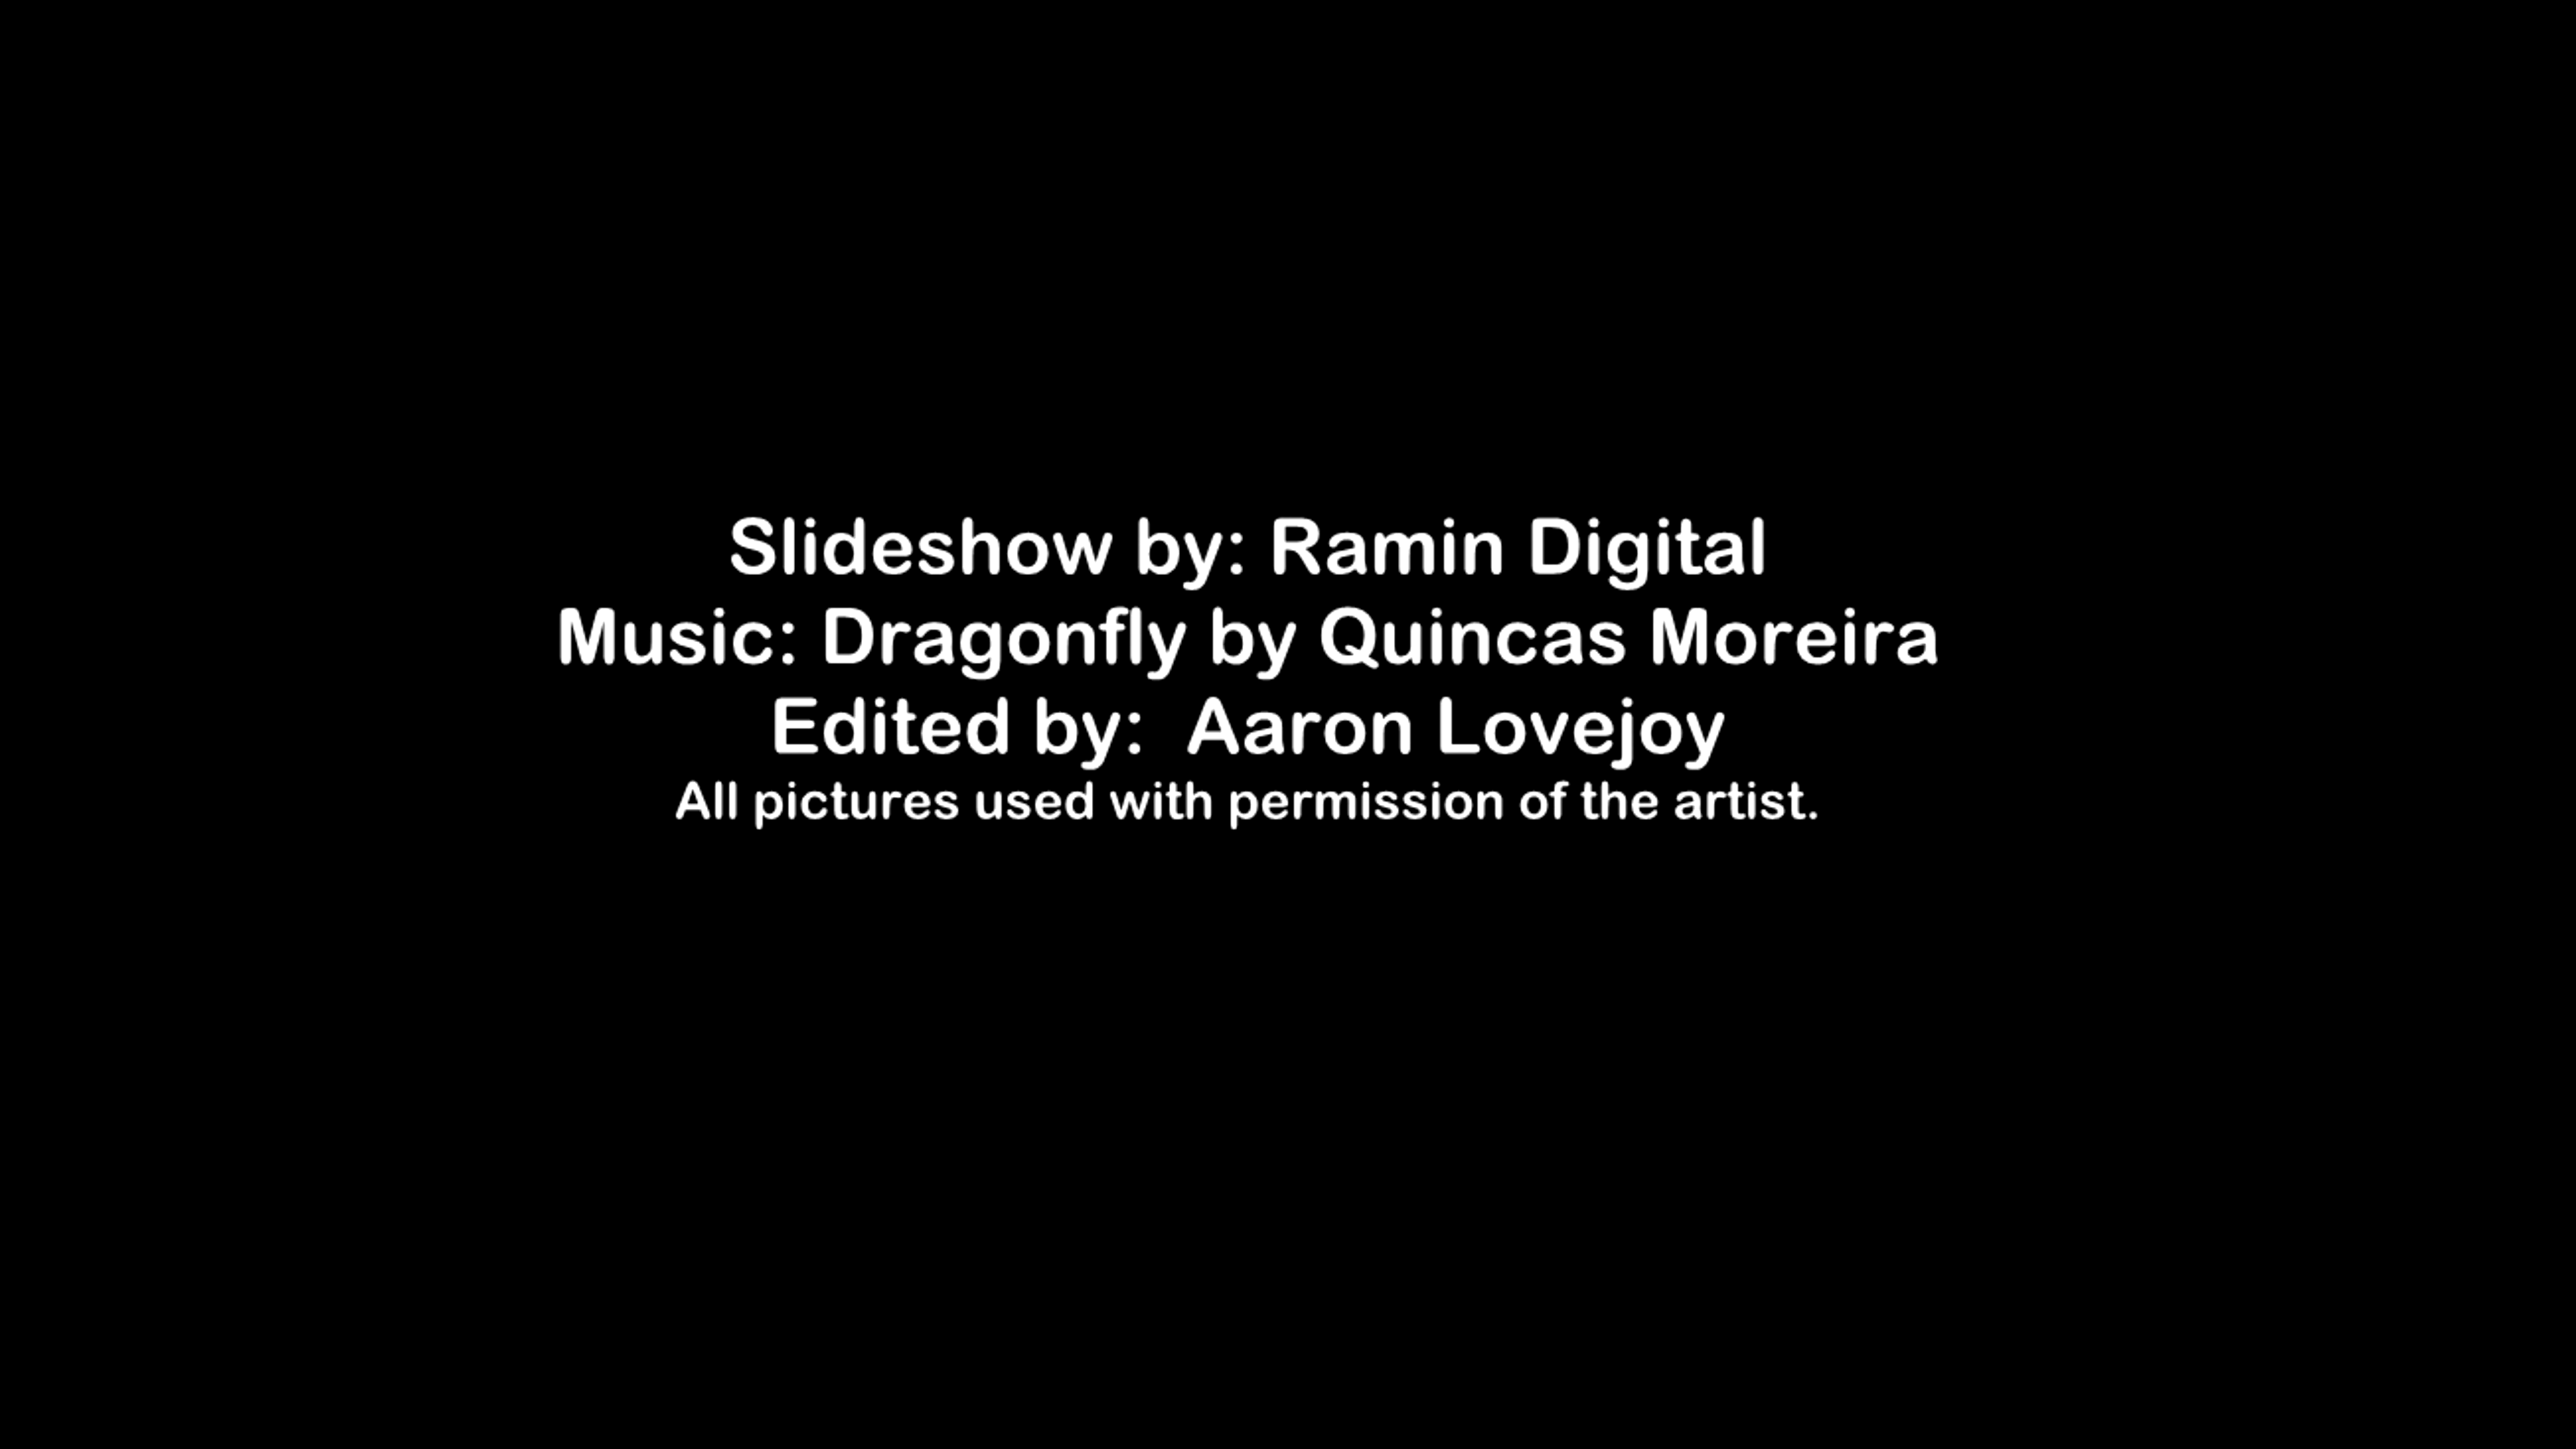 Slideshow by: Ramin Digital
Music: Dragonfly by Quincas Moreira
Edited by:  Aaron Lovejoy
All pictures used with permission of the artist.